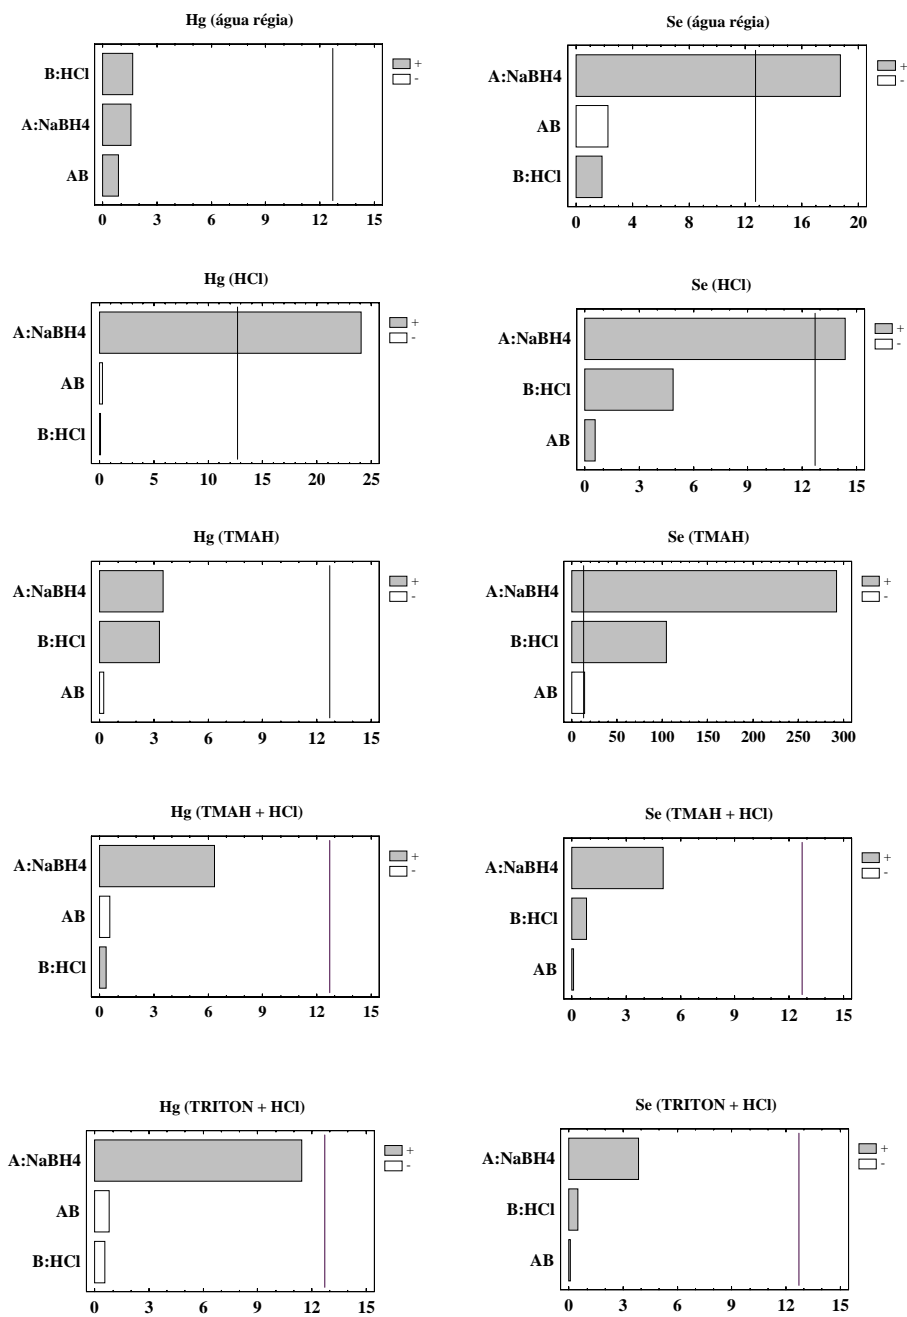 Hg (água régia)
B:HCl
A:NaBH4
AB
+
-
0 3 6 9 12 15
Se (água régia)
A:NaBH4
AB
B:HCl
+
-
0 4 8 12 16 20
Hg (HCl)
A:NaBH4
AB
B:HCl
+
-
0 5 10 15 20 25
Se (HCl)
A:NaBH4
B:HCl
AB
+
-
0 3 6 9 12 15
Hg (TMAH)
A:NaBH4
B:HCl
AB
+
-
0 3 6 9 12 15
Se (TMAH)
A:NaBH4
B:HCl
AB
+
-
0 50 100 150 200 250 300
Hg (TMAH + HCl)
A:NaBH4
AB
B:HCl
+
-
0 3 6 9 12 15
Se (TMAH + HCl)
A:NaBH4
B:HCl
AB
+
-
0 3 6 9 12 15
Hg (TRITON + HCl)
A:NaBH4
AB
B:HCl
+
-
0 3 6 9 12 15
Se (TRITON + HCl)
A:NaBH4
B:HCl
AB
+
-
0 3 6 9 12 15